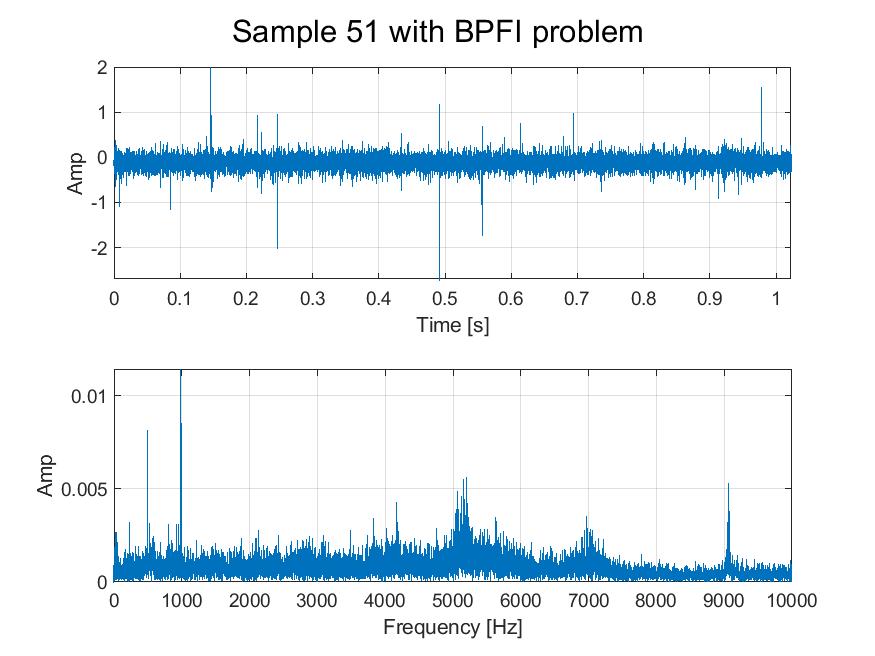 Sample 51 with BPFI problem
2
1
0
-1
-2
Amp
0 0.1 0.2 0.3 0.4 0.5 0.6 0.7 0.8 0.9 1
Time [s]
0.01
0.005
0
Amp
0 1000 2000 3000 4000 5000 6000 7000 8000 9000 10000
Frequency [Hz]